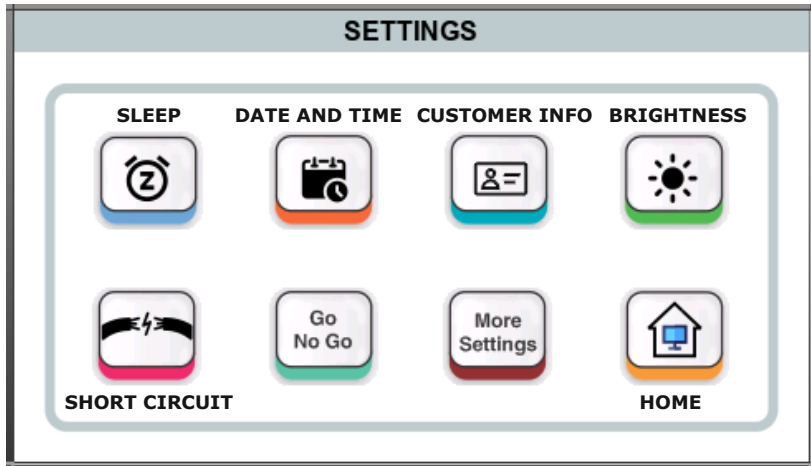 SETTINGS
SLEEP DATE AND TIME CUSTOMER INFO BRIGHTNESS
Z
Go
No Go
More
Settings
SHORT CIRCUIT HOME